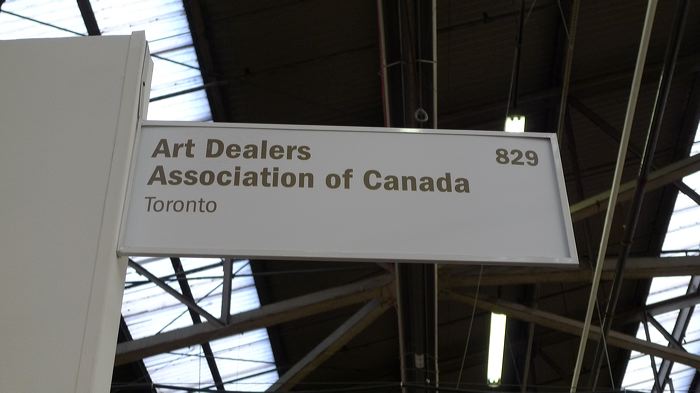 Art Dealers 829
Association of Canada
Toronto